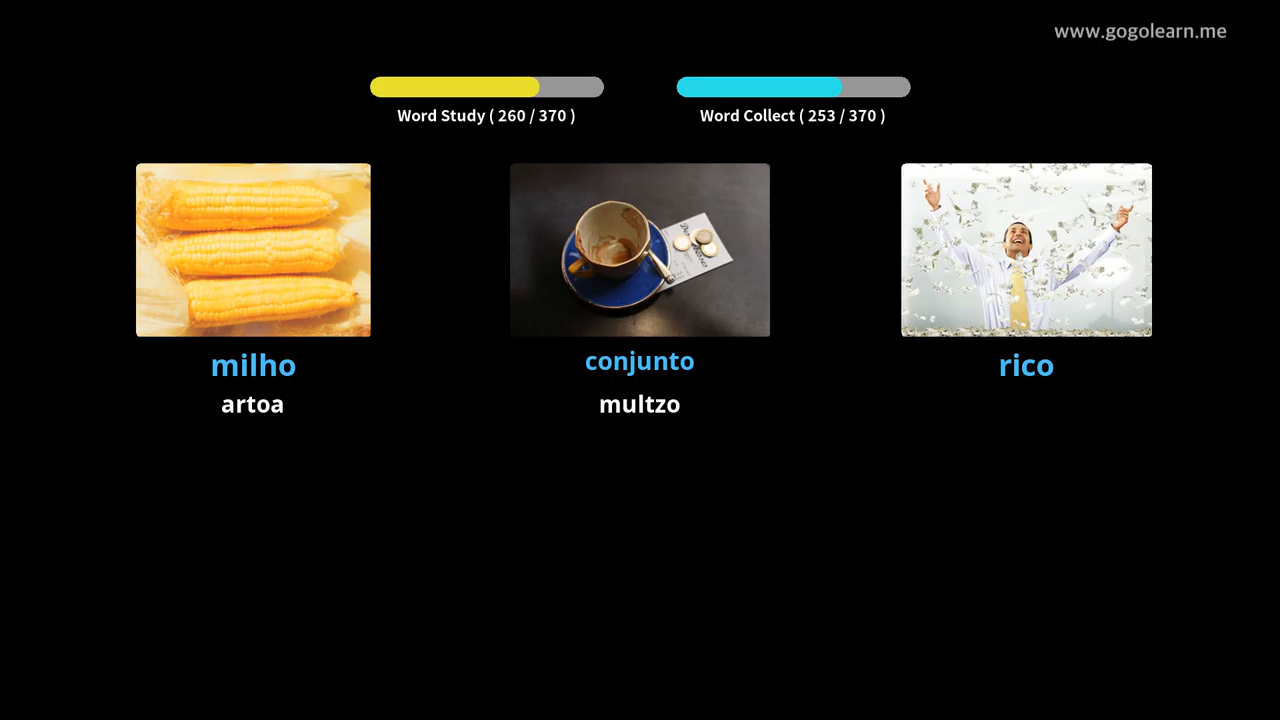 www.gogolearn.me
Word Study ( 260 / 370 )
Word Collect ( 253 / 370 )
milho
conjunto
rico
artoa
multzo